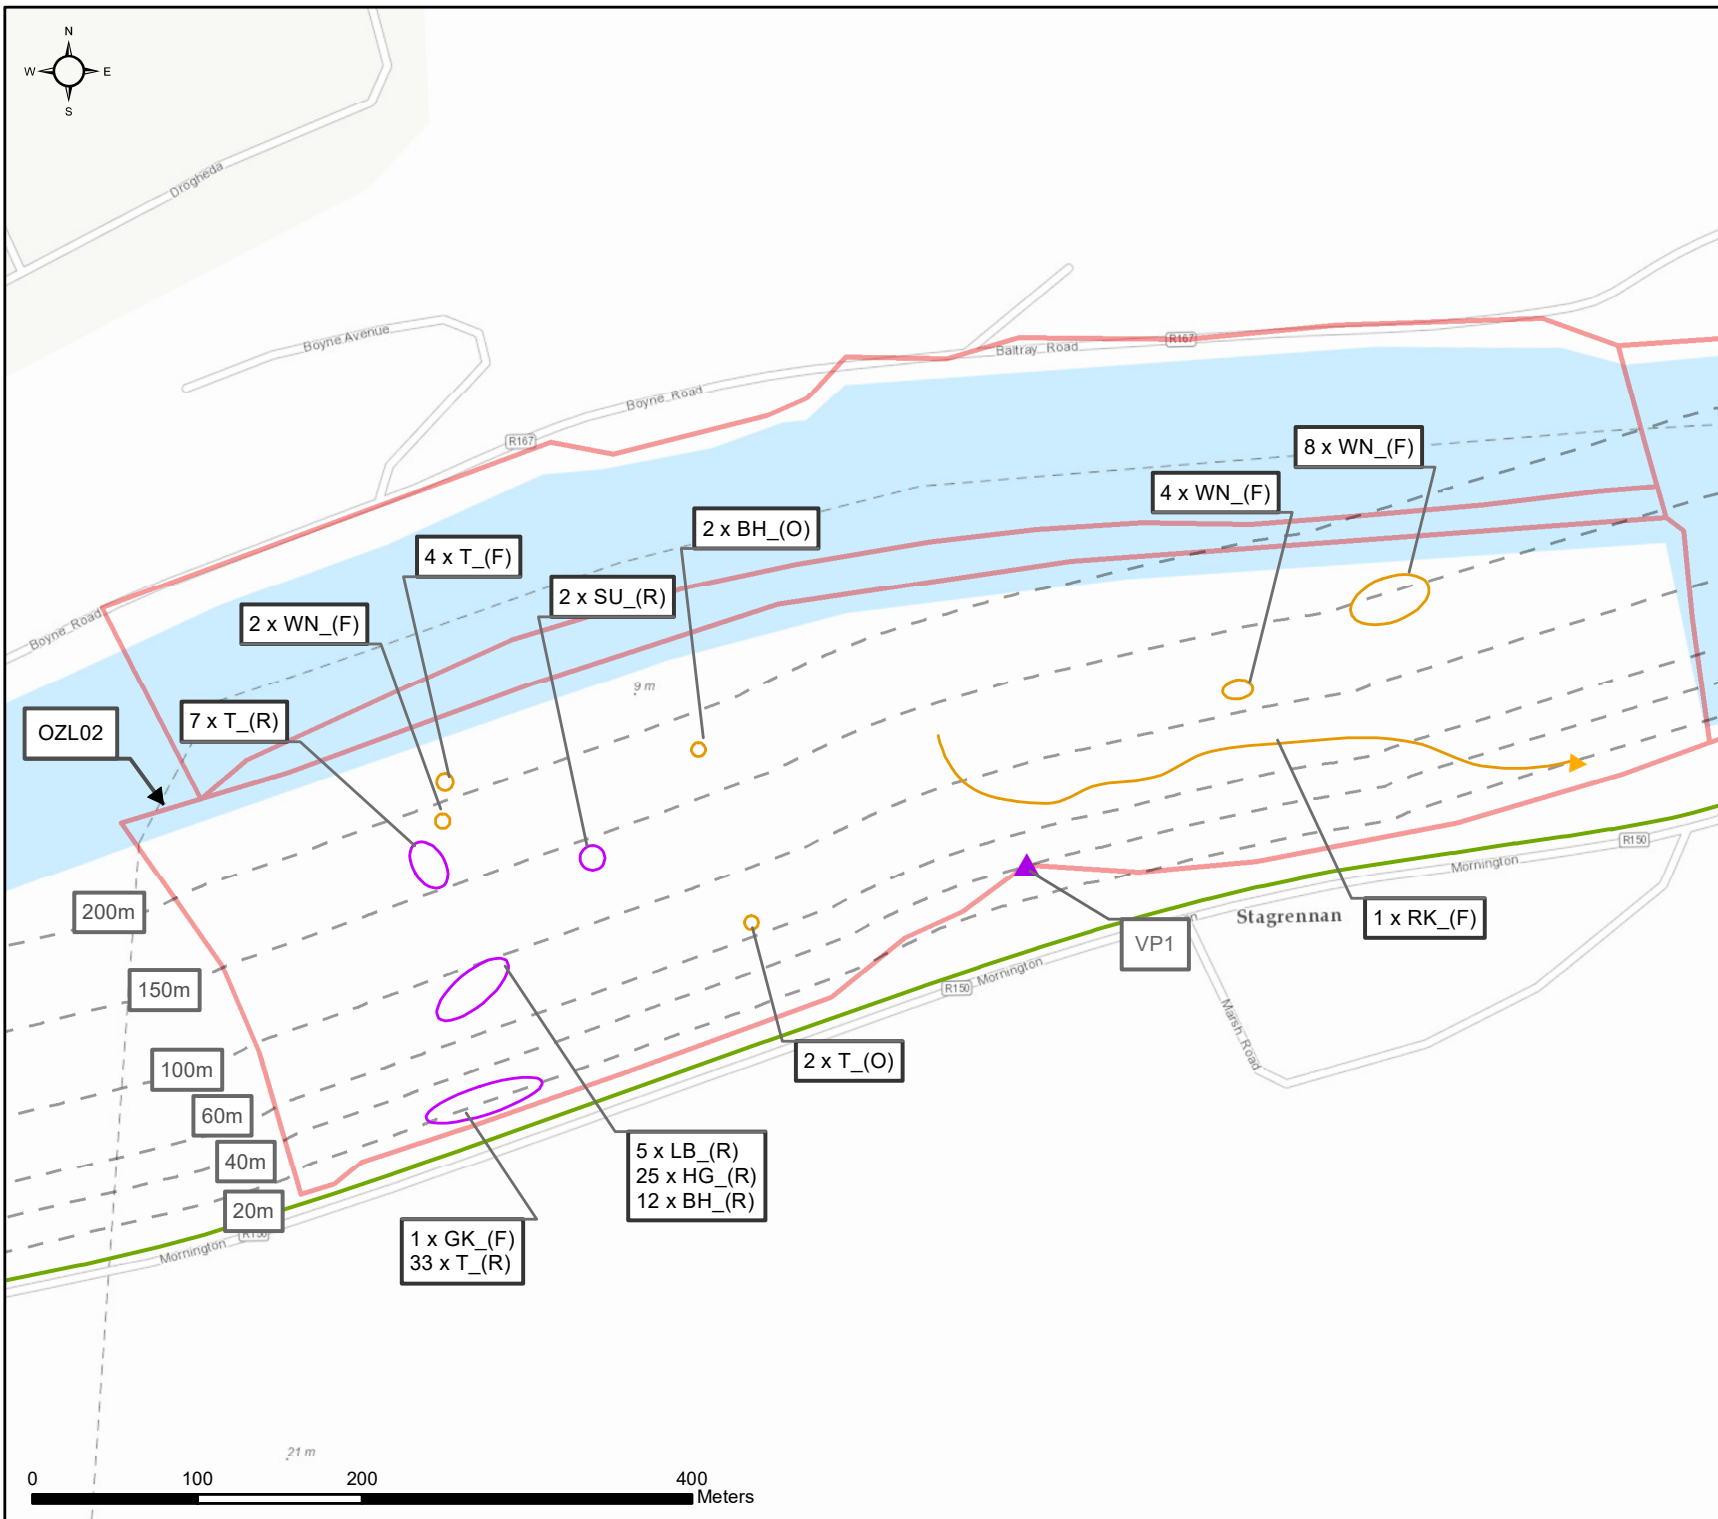 N
W E
S
Drogheda
Boyne Avenue
Boyne Road
R167
Baltray Road
R167
8 x WN_(F)
4 x WN_(F)
2 x BH_(O)
4 x T_(F)
2 x SU_(R)
2 x WN_(F)
Boyne Road
9 m
7 x T_(R)
OZL02
200m
150m
100m
60m
40m
20m
R150
Mornington
Stagrennan
1 x RK_(F)
VP1
R150
Mornington
Marsh Road
2 x T_(O)
5 x LB_(R)
25 x HG_(R)
12 x BH_(R)
1 x GK_(F)
33 x T_(R)
R150
Mornington
21 m
0 100 200 400
Meters